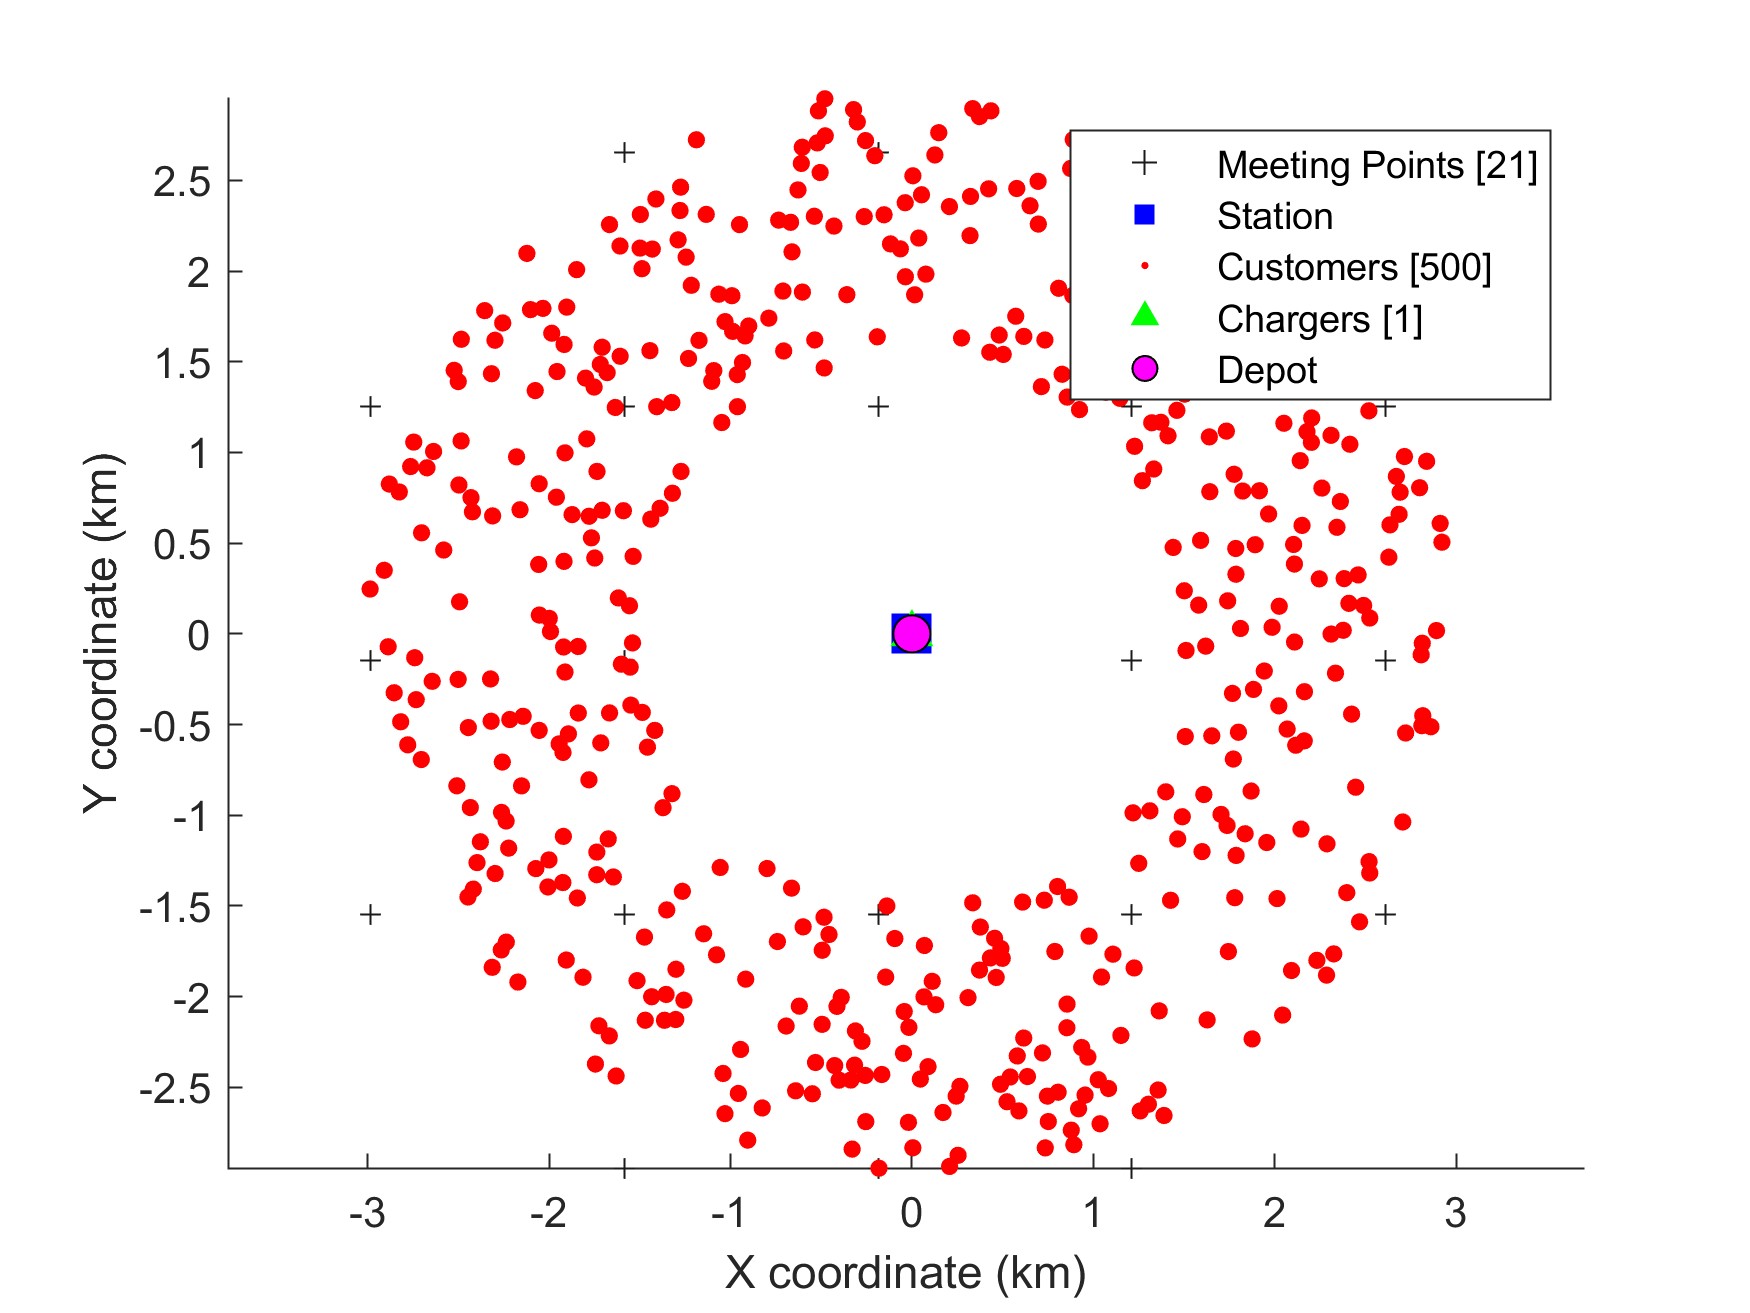 2.5
2
1.5
1
0.5
0
-0.5
-1
-1.5
-2
-2.5
Y coordinate (km)
Meeting Points [21]
Station
Customers [500]
Chargers [1]
Depot
-3
-2
-1
0
1
2
3
X coordinate (km)